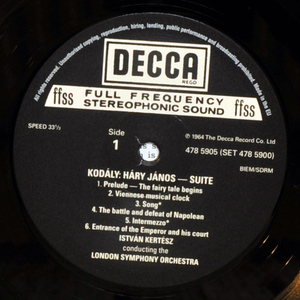 All rights reserved. Unauthorized copying, reproduction, hiring, lending, public performance and broadcasting prohibited. Made in the EU
DECCA
REGD
ffss FULL FREQUENCY STEREOPHONIC SOUND ffss
SPEED 33⅓
Side
1
is
℗ 1964 The Decca Record Co. Ltd
478 5905 (SET 478 5900)
BIEM/SDRM
KODÁLY: HÁRY JÁNOS — SUITE
1. Prelude — The fairy tale begins
2. Viennese musical clock
3. Song*
4. The battle and defeat of Napolean
5. Intermezzo*
6. Entrance of the Emperor and his court
ISTVÁN KERTÉSZ
conducting the
LONDON SYMPHONY ORCHESTRA